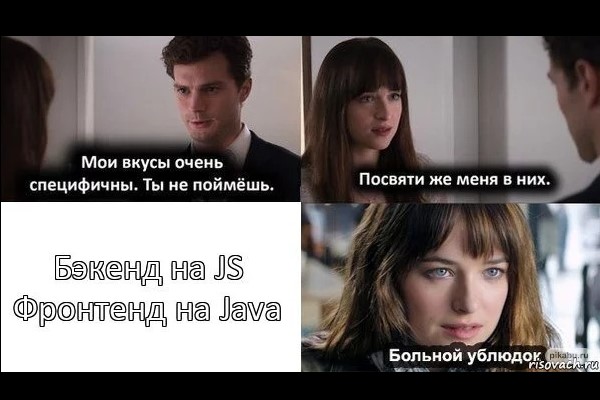 Мои вкусы очень
специфичны. Ты не поймёшь.
Посвяти же меня в них.
Бэкенд на JS
Фронтенд на Java
Больной ублюдок
pikabu.ru
risovach.ru